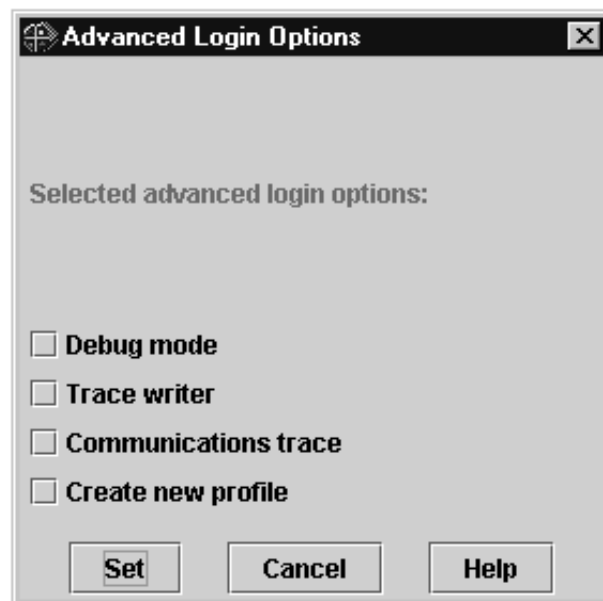 Advanced Login Options
Selected advanced login options:
Debug mode
Trace writer
Communications trace
Create new profile
Set Cancel Help